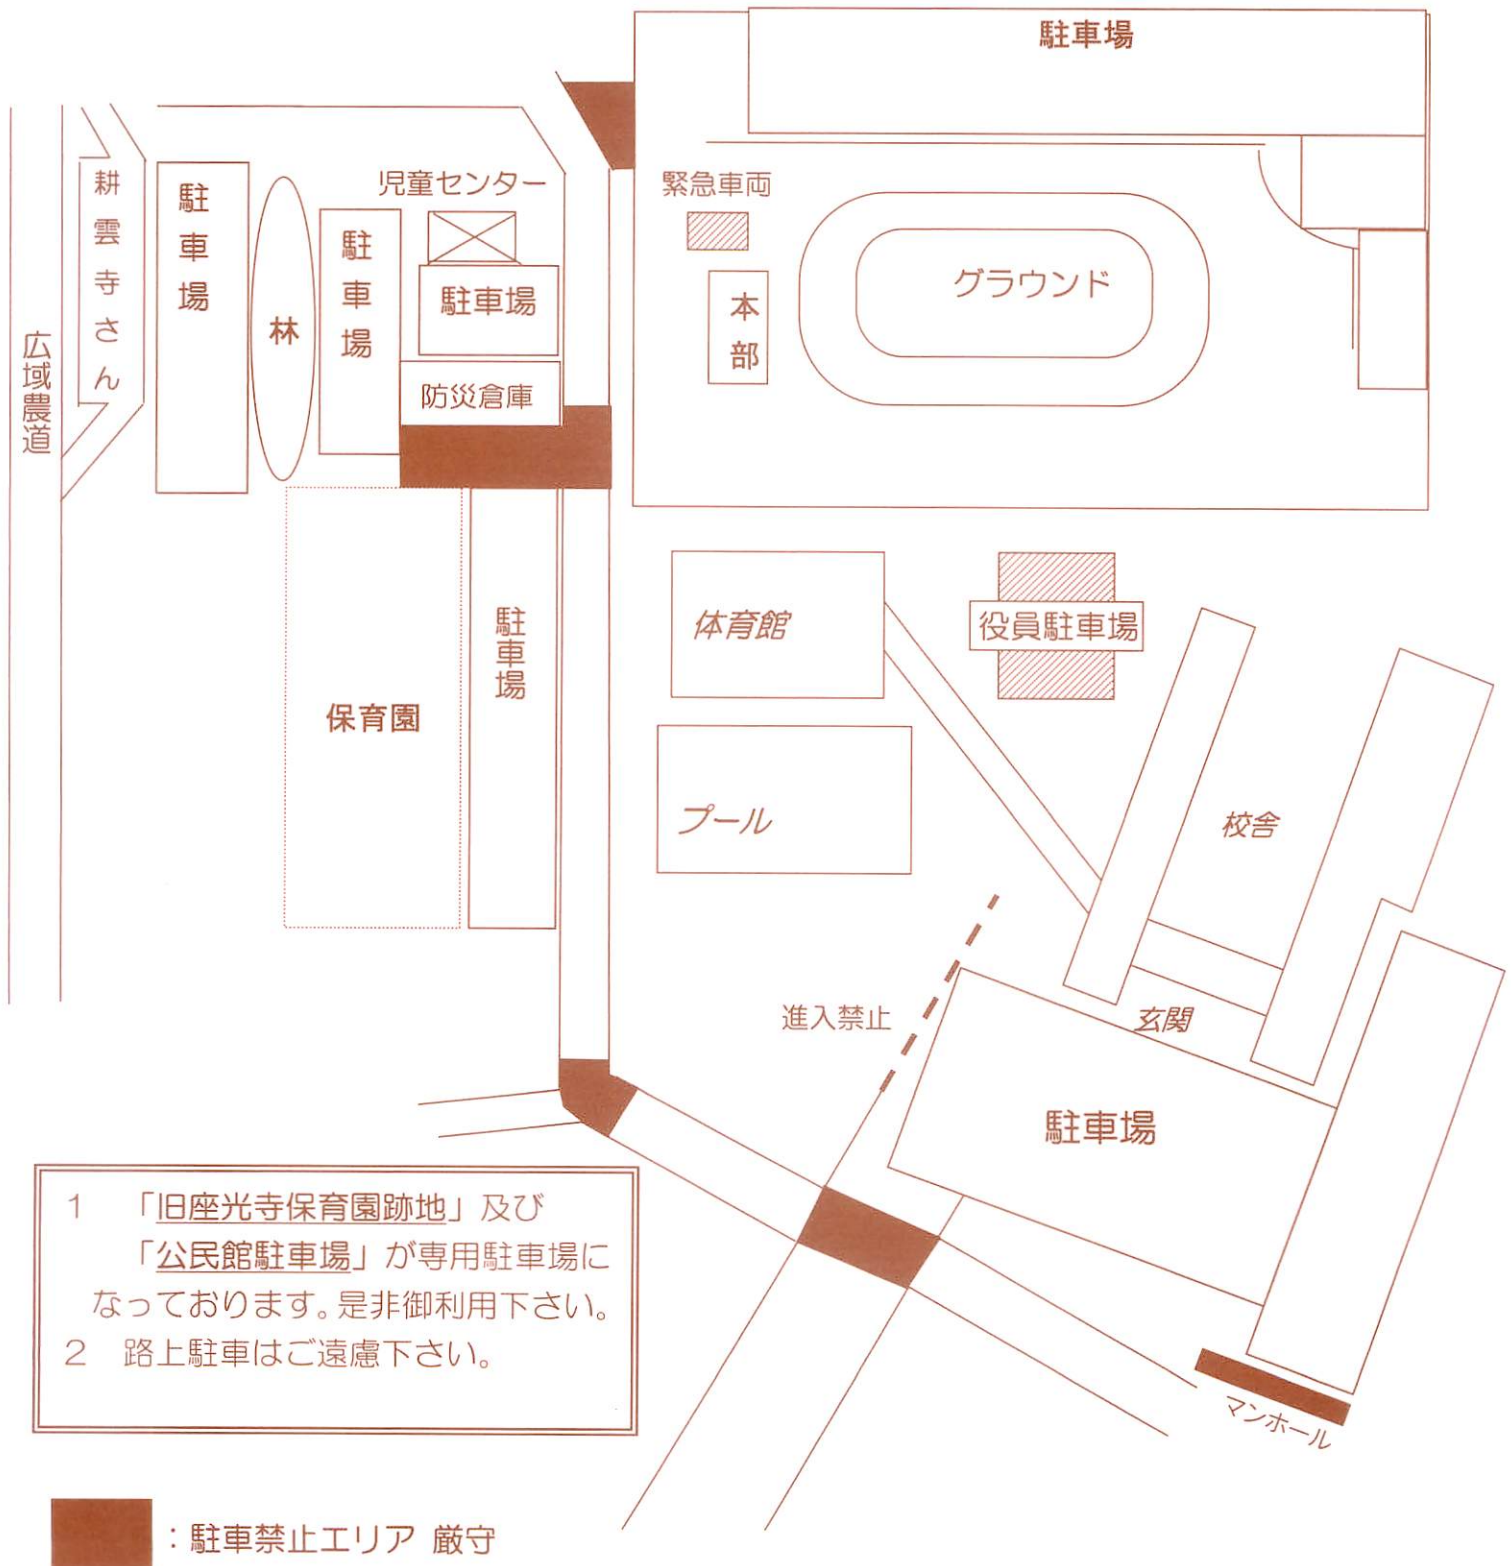 駐車場
児童センター
緊急車両
耕雲寺さん
駐車場
林
駐車場
駐車場
本部
グラウンド
広域農道
防災倉庫
体育館
役員駐車場
駐車場
保育園
プール
校舎
進入禁止
玄関
駐車場
1 「旧座光寺保育園跡地」及び
「公民館駐車場」が専用駐車場に
なっております。是非御利用下さい。
2 路上駐車はご遠慮下さい。
マンホール
：駐車禁止エリア 厳守